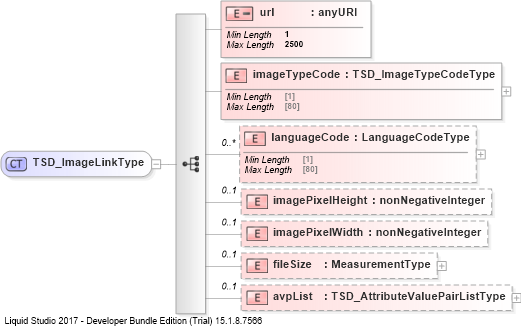 E url : anyURI
Min Length 1
Max Length 2500
E imageTypeCode : TSD_ImageTypeCodeType
Min Length [1]
Max Length [80]
0..* E languageCode : LanguageCodeType
Min Length [1]
Max Length [80]
CT TSD_ImageLinkType
0..1 E imagePixelHeight : nonNegativeInteger
0..1 E imagePixelWidth : nonNegativeInteger
0..1 E fileSize : MeasurementType
0..1 E avpList : TSD_AttributeValuePairListType
Liquid Studio 2017 - Developer Bundle Edition (Trial) 15.1.8.7566